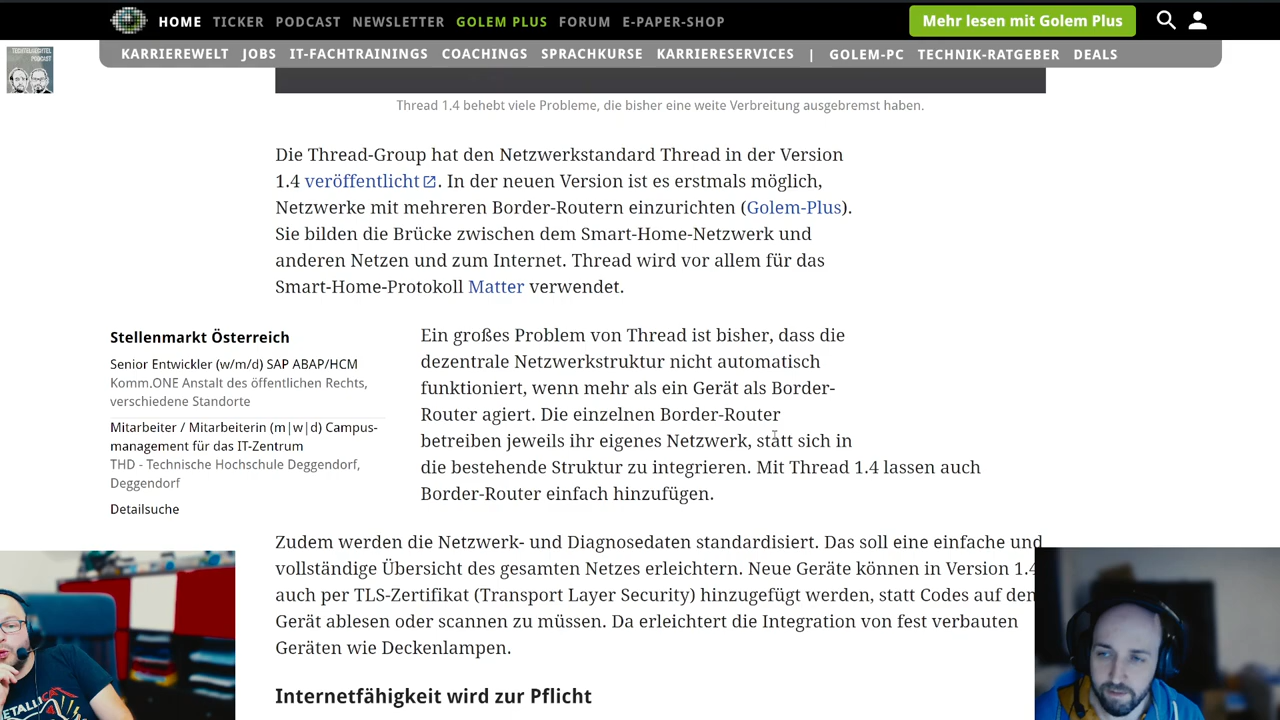 HOME TICKER PODCAST NEWSLETTER GOLEM PLUS FORUM E-PAPER-SHOP Mehr lesen mit Golem Plus
KARRIEREWELT JOBS IT-FACHTRAININGS COACHINGS SPRACHKURSE KARRIERESERVICES | GOLEM-PC TECHNIK-RATGEBER DEALS
Thread 1.4 behebt viele Probleme, die bisher eine weite Verbreitung ausgebremst haben.
Die Thread-Group hat den Netzwerkstandard Thread in der Version
1.4 veröffentlicht. In der neuen Version ist es erstmals möglich,
Netzwerke mit mehreren Border-Routern einzurichten (Golem-Plus).
Sie bilden die Brücke zwischen dem Smart-Home-Netzwerk und
anderen Netzen und zum Internet. Thread wird vor allem für das
Smart-Home-Protokoll Matter verwendet.
Stellenmarkt Österreich
Senior Entwickler (w/m/d) SAP ABAP/HCM
Komm.ONE Anstalt des öffentlichen Rechts,
verschiedene Standorte
Mitarbeiter / Mitarbeiterin (m|w|d) Campus-
management für das IT-Zentrum
THD - Technische Hochschule Deggendorf,
Deggendorf
Detailsuche
Ein großes Problem von Thread ist bisher, dass die
dezentrale Netzwerkstruktur nicht automatisch
funktioniert, wenn mehr als ein Gerät als Border-
Router agiert. Die einzelnen Border-Router
betreiben jeweils ihr eigenes Netzwerk, statt sich in
die bestehende Struktur zu integrieren. Mit Thread 1.4 lassen auch
Border-Router einfach hinzufügen.
Zudem werden die Netzwerk- und Diagnosedaten standardisiert. Das soll eine einfache und
vollständige Übersicht des gesamten Netzes erleichtern. Neue Geräte können in Version 1.4
auch per TLS-Zertifikat (Transport Layer Security) hinzugefügt werden, statt Codes auf den
Gerät ablesen oder scannen zu müssen. Da erleichtert die Integration von fest verbauten
Geräten wie Deckenlampen.
Internetfähigkeit wird zur Pflicht
METALLICA